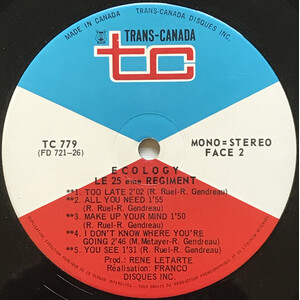 MADE IN CANADA
TRANS-CANADA
TRANS-CANADA DISQUES INC.
tc
TC 779
(FD 721-26)
MONO=STEREO
FACE 2
ECOLOGY
LE 25 eme REGIMENT
**1. TOO LATE 2'02 (R. Ruel-R. Gendreau)
**2. ALL YOU NEED 1'55
(R. Ruel-R. Gendreau)
**3. MAKE UP YOUR MIND 1'50
(R. Ruel-R. Gendreau)
**4. I DON'T KNOW WHERE YOU'RE
GOING 2'46 (M. Métayer-R. Gendreau)
**5. YOU SEE 1'31 (R. Ruel-R. Gendreau)
Prod.: RENE LETARTE
Réalisation: FRANCO
DISQUES INC.